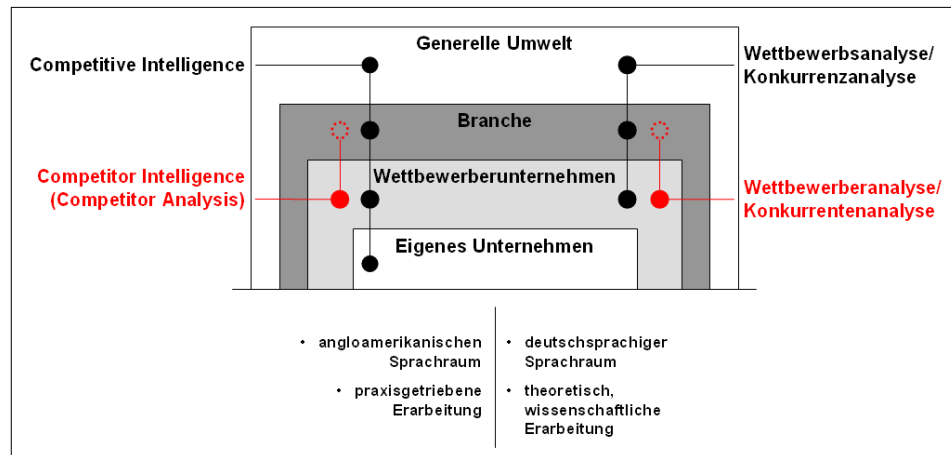 Generelle Umwelt
Competitive Intelligence
Wettbewerbsanalyse/
Konkurrenzanalyse
Branche
Competitor Intelligence
(Competitor Analysis)
Wettbewerberunternehmen
Wettbewerberanalyse/
Konkurrentenanalyse
Eigenes Unternehmen
• angloamerikanischen
Sprachraum
• praxisgetriebene
Erarbeitung
• deutschsprachiger
Sprachraum
• theoretisch,
wissenschaftliche
Erarbeitung